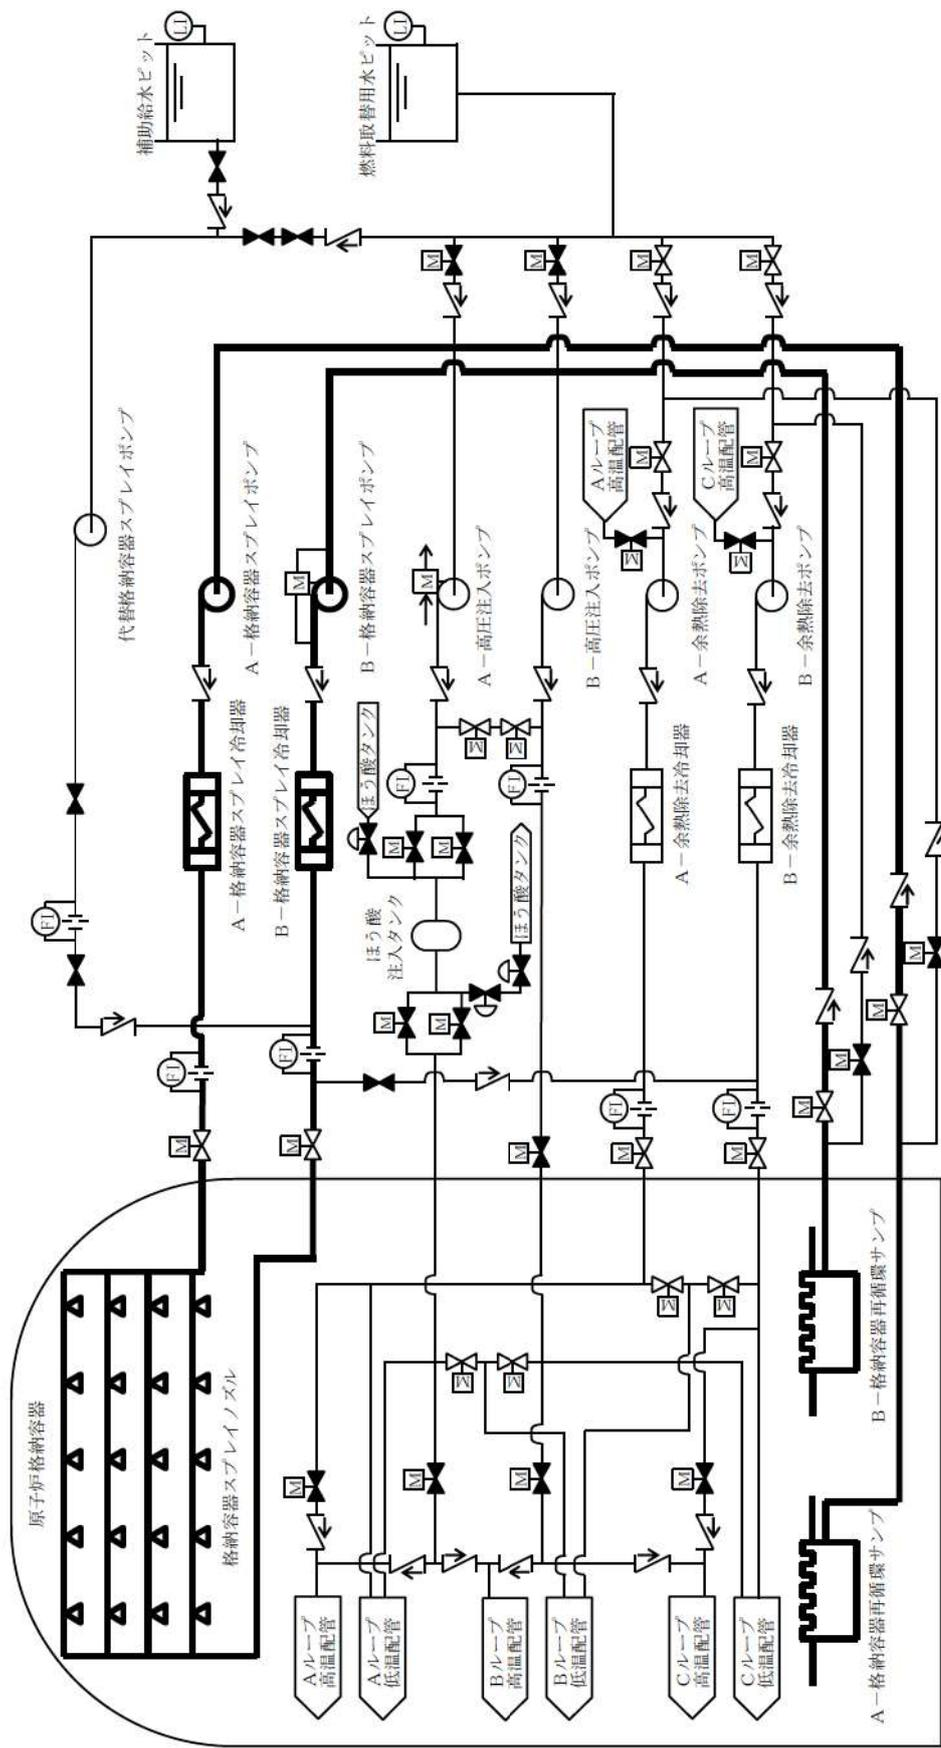 原子炉格納容器
FI
代替格納容器スプレイポンプ
補助給水ピット
LI
FI
M
格納容器スプレイノズル
A－格納容器スプレイ冷却器
A－格納容器スプレイポンプ
B－格納容器スプレイ冷却器
FI
M
M
B－格納容器スプレイポンプ
Aループ
高温配管
M
ほう酸タンク
燃料取替用水ピット
LI
Aループ
低温配管
ほう酸
注入タンク
M
M
M
M
M
FI
M
M
A－高圧注入ポンプ
Bループ
高温配管
M
M
M
M
ほう酸タンク
FI
M
M
M
B－高圧注入ポンプ
Bループ
低温配管
Aループ
高温配管
FI
M
M
M
M
A－余熱除去冷却器
A－余熱除去ポンプ
Cループ
高温配管
M
M
M
Cループ
高温配管
FI
M
M
M
M
Cループ
低温配管
B－余熱除去冷却器
B－余熱除去ポンプ
M
M
M
M
A－格納容器再循環サンプ
B－格納容器再循環サンプ